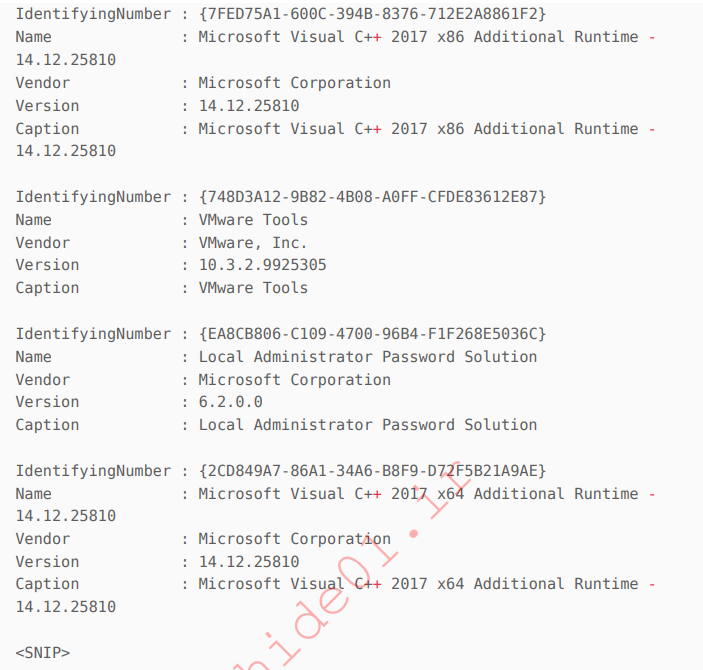 IdentifyingNumber : {7FED75A1-600C-394B-8376-712E2A8861F2}
Name              : Microsoft Visual C++ 2017 x86 Additional Runtime -
14.12.25810
Vendor            : Microsoft Corporation
Version           : 14.12.25810
Caption           : Microsoft Visual C++ 2017 x86 Additional Runtime -
14.12.25810

IdentifyingNumber : {748D3A12-9B82-4B08-A0FF-CFDE83612E87}
Name              : VMware Tools
Vendor            : VMware, Inc.
Version           : 10.3.2.9925305
Caption           : VMware Tools

IdentifyingNumber : {EA8CB806-C109-4700-96B4-F1F268E5036C}
Name              : Local Administrator Password Solution
Vendor            : Microsoft Corporation
Version           : 6.2.0.0
Caption           : Local Administrator Password Solution

IdentifyingNumber : {2CD849A7-86A1-34A6-B8F9-D72F5B21A9AE}
Name              : Microsoft Visual C++ 2017 x64 Additional Runtime -
14.12.25810
Vendor            : Microsoft Corporation
Version           : 14.12.25810
Caption           : Microsoft Visual C++ 2017 x64 Additional Runtime -
14.12.25810

<SNIP>
hide01.ir